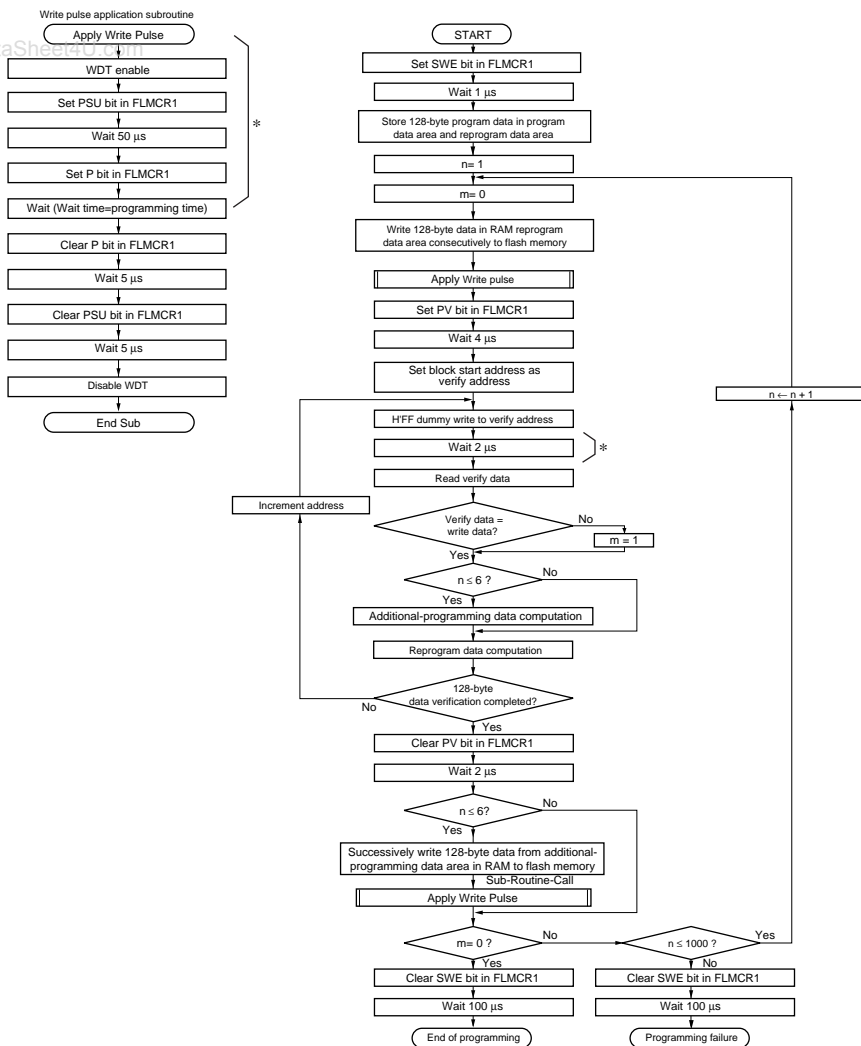 Write pulse application subroutine
Apply Write Pulse
WDT enable
Set PSU bit in FLMCR1
Wait 50 µs
Set P bit in FLMCR1
Wait (Wait time=programming time)
Clear P bit in FLMCR1
Wait 5 µs
Clear PSU bit in FLMCR1
Wait 5 µs
Disable WDT
End Sub
*
aSheet4U.com
START
Set SWE bit in FLMCR1
Wait 1 µs
Store 128-byte program data in program
data area and reprogram data area
n= 1
m= 0
Write 128-byte data in RAM reprogram
data area consecutively to flash memory
Apply Write pulse
Set PV bit in FLMCR1
Wait 4 µs
Set block start address as
verify address
n ← n + 1
H'FF dummy write to verify address
Wait 2 µs
*
Read verify data
Increment address
Verify data =
write data?
No
m = 1
Yes
n ≤ 6 ?
No
Yes
Additional-programming data computation
Reprogram data computation
128-byte
data verification completed?
No
Yes
Clear PV bit in FLMCR1
Wait 2 µs
n ≤ 6?
No
Yes
Successively write 128-byte data from additional-
programming data area in RAM to flash memory
Sub-Routine-Call
Apply Write Pulse
m= 0 ?
No
n ≤ 1000 ?
Yes
Yes
No
Clear SWE bit in FLMCR1
Clear SWE bit in FLMCR1
Wait 100 µs
Wait 100 µs
End of programming
Programming failure